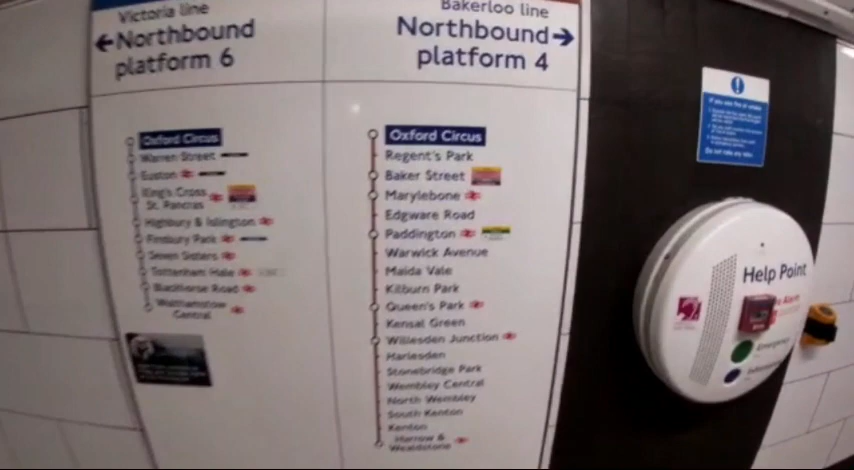 Victoria line
Northbound
platform 6
Oxford Circus
Warren Street
Euston
King's Cross
St. Pancras
Highbury & Islington
Finsbury Park
Seven Sisters
Tottenham Hale
Blackhorse Road
Walthamstow
Central
Bakerloo line
Northbound
platform 4
Oxford Circus
Regent's Park
Baker Street
Marylebone
Edgware Road
Paddington
Warwick Avenue
Maida Vale
Kilburn Park
Queen's Park
Kensal Green
Willesden Junction
Harlesden
Stonebridge Park
Wembley Central
North Wembley
South Kenton
Kenton
Harrow &
Wealdstone
Help Point
Alarm
Emergency
Information